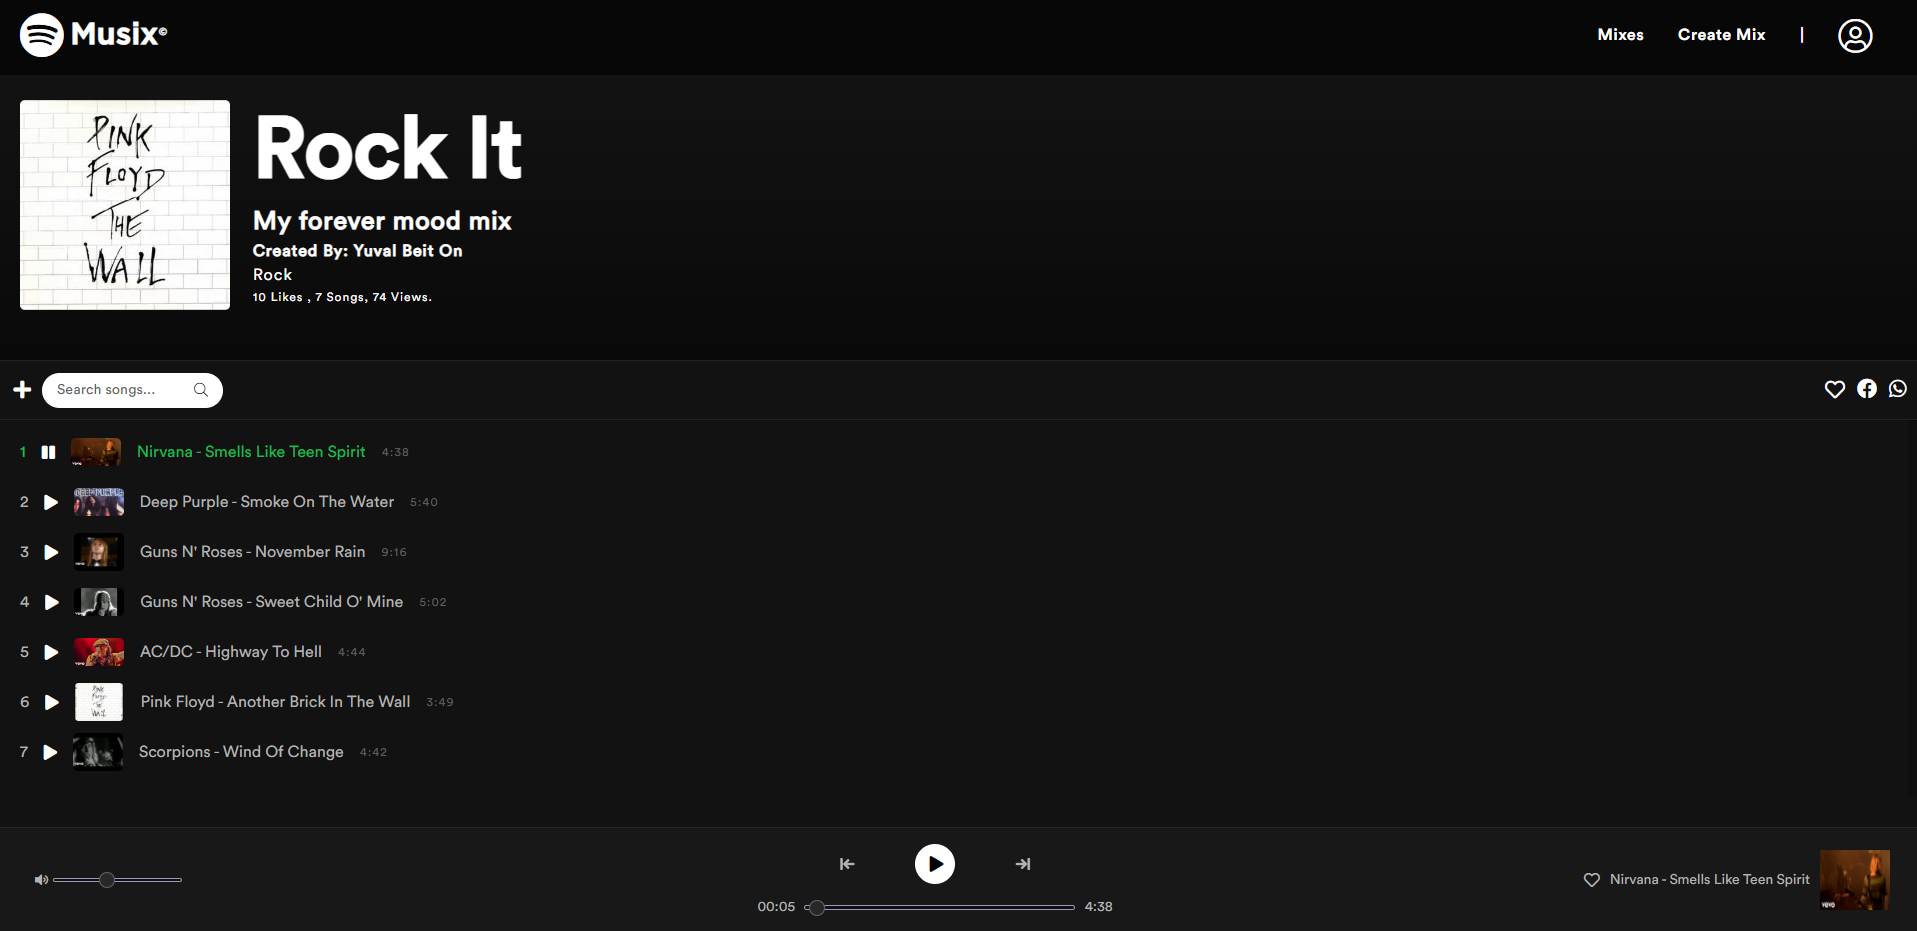 Musix©
Mixes
Create Mix
|
PINK
FLOYD
THE
WALL
Rock It
My forever mood mix
Created By: Yuval Beit On
Rock
10 Likes , 7 Songs, 74 Views.
Search songs...
1 Nirvana - Smells Like Teen Spirit 4:38
2 Deep Purple - Smoke On The Water 5:40
3 Guns N' Roses - November Rain 9:16
4 Guns N' Roses - Sweet Child O' Mine 5:02
5 AC/DC - Highway To Hell 4:44
6 Pink Floyd - Another Brick In The Wall 3:49
7 Scorpions - Wind Of Change 4:42
00:05
4:38
Nirvana - Smells Like Teen Spirit
vevo